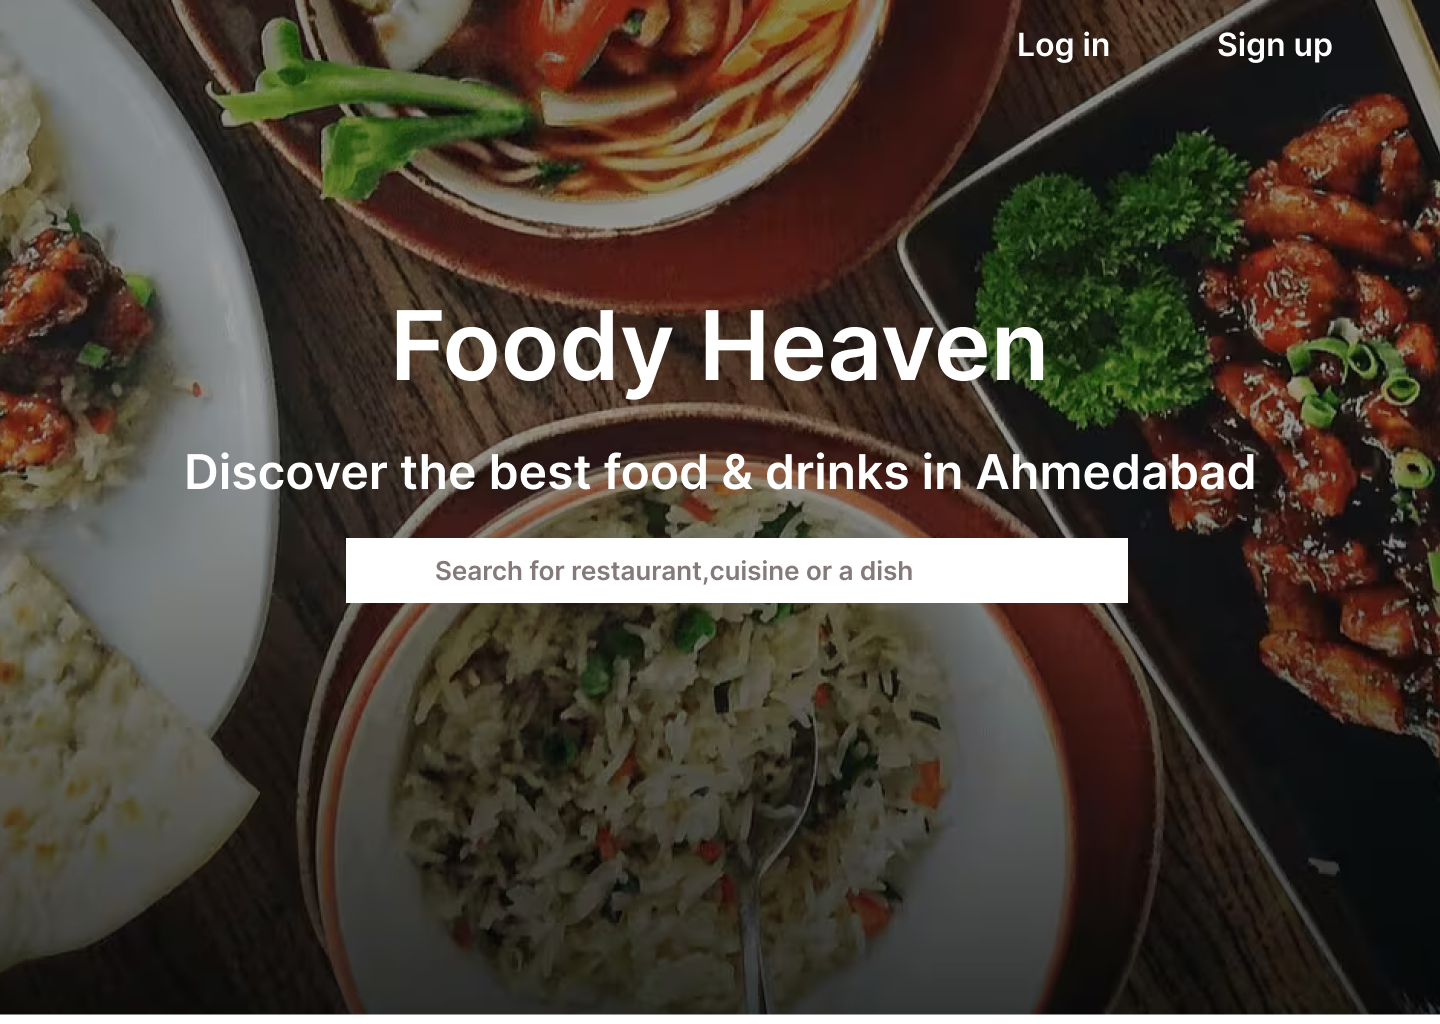 Log in Sign up
Foody Heaven
Discover the best food & drinks in Ahmedabad
Search for restaurant,cuisine or a dish